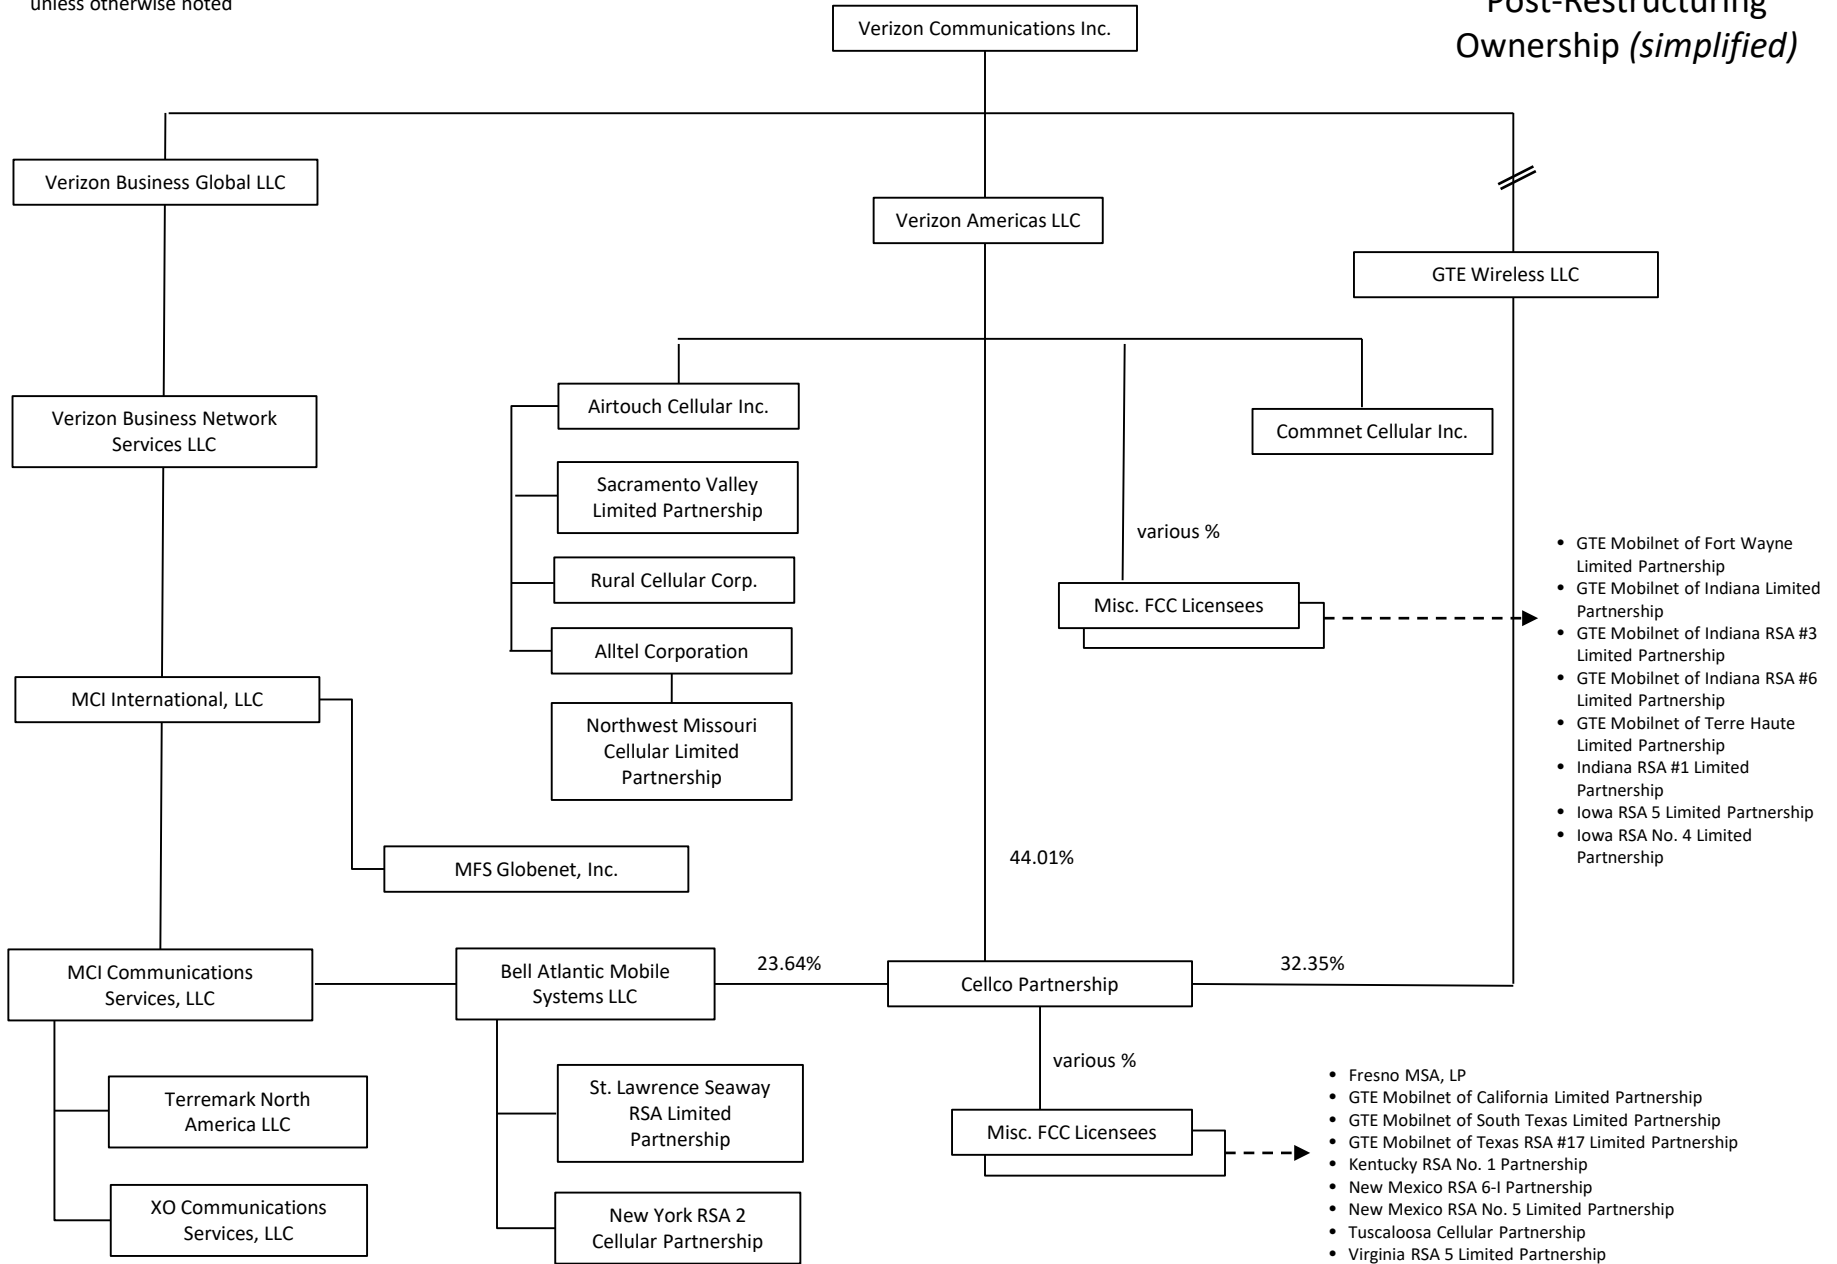 unless otherwise noted
Post-Restructuring
Ownership (simplified)
Verizon Communications Inc.
Verizon Business Global LLC
Verizon Americas LLC
GTE Wireless LLC
Verizon Business Network
Services LLC
Airtouch Cellular Inc.
Commnet Cellular Inc.
Sacramento Valley
Limited Partnership
various %
Rural Cellular Corp.
Misc. FCC Licensees
Alltel Corporation
Northwest Missouri
Cellular Limited
Partnership
• GTE Mobilnet of Fort Wayne
Limited Partnership
• GTE Mobilnet of Indiana Limited
Partnership
• GTE Mobilnet of Indiana RSA #3
Limited Partnership
• GTE Mobilnet of Indiana RSA #6
Limited Partnership
• GTE Mobilnet of Terre Haute
Limited Partnership
• Indiana RSA #1 Limited
Partnership
• Iowa RSA 5 Limited Partnership
• Iowa RSA No. 4 Limited
Partnership
MCI International, LLC
MFS Globenet, Inc.
44.01%
MCI Communications
Services, LLC
Bell Atlantic Mobile
Systems LLC
23.64%
Cellco Partnership
32.35%
Terremark North
America LLC
XO Communications
Services, LLC
St. Lawrence Seaway
RSA Limited
Partnership
New York RSA 2
Cellular Partnership
various %
Misc. FCC Licensees
• Fresno MSA, LP
• GTE Mobilnet of California Limited Partnership
• GTE Mobilnet of South Texas Limited Partnership
• GTE Mobilnet of Texas RSA #17 Limited Partnership
• Kentucky RSA No. 1 Partnership
• New Mexico RSA 6-I Partnership
• New Mexico RSA No. 5 Limited Partnership
• Tuscaloosa Cellular Partnership
• Virginia RSA 5 Limited Partnership